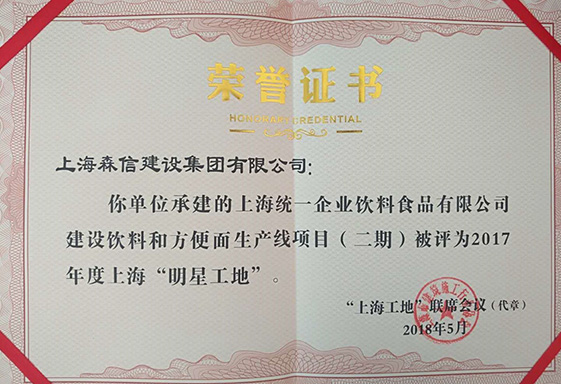 荣誉证书
HONOR CREDENTIAL
上海森信建设集团有限公司：
你单位承建的上海统一企业饮料食品有限公司
建设饮料和方便面生产线项目（二期）被评为2017
年度上海“明星工地”。
“上海工地”联席会议（代章）
2018年5月